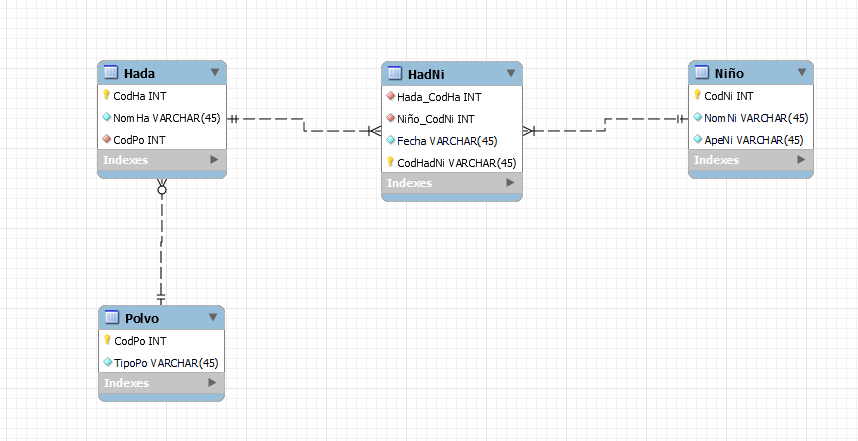 Hada
CodHa INT
NomHa VARCHAR(45)
CodPo INT
Indexes
HadNi
Hada_CodHa INT
Niño_CodNi INT
Fecha VARCHAR(45)
CodHadNi VARCHAR(45)
Indexes
Niño
CodNi INT
NomNi VARCHAR(45)
ApeNi VARCHAR(45)
Indexes
Polvo
CodPo INT
TipoPo VARCHAR(45)
Indexes